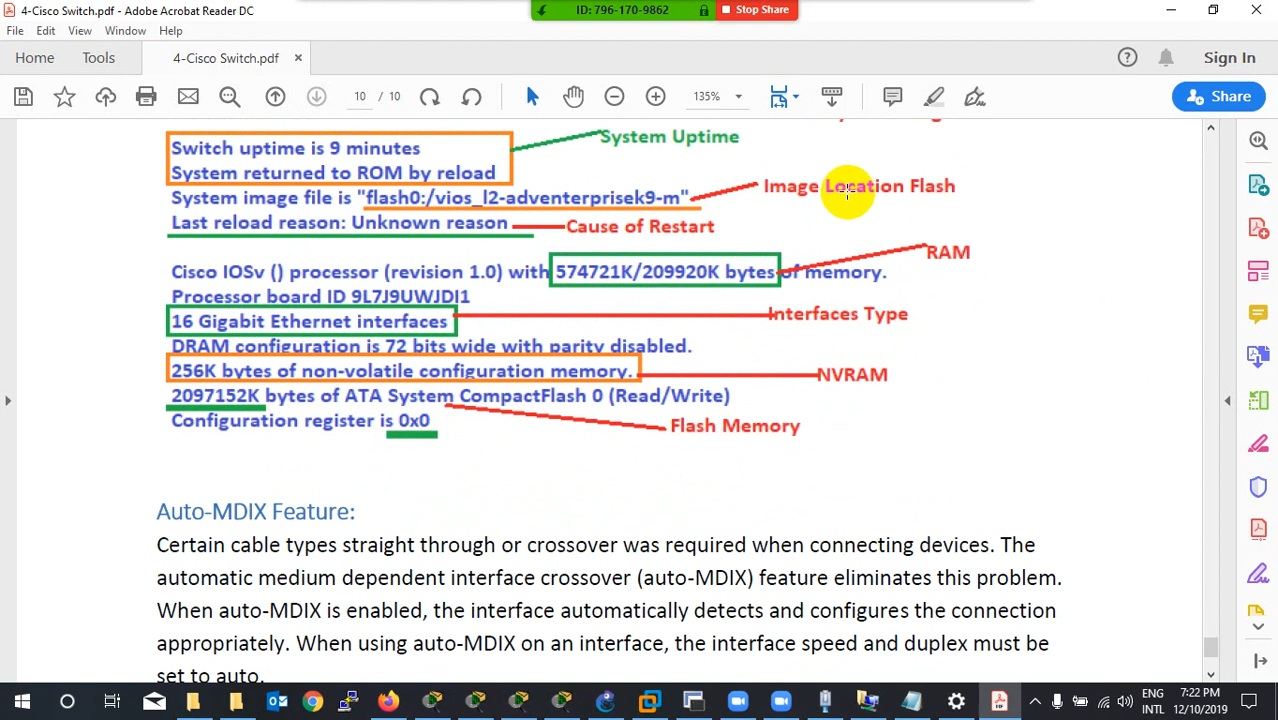 4-Cisco Switch.pdf - Adobe Acrobat Reader DC
ID: 796-170-9862
Stop Share
File Edit View Window Help
Home Tools 4-Cisco Switch.pdf × Sign In
10 / 10 135% Share
System Uptime
Switch uptime is 9 minutes
System returned to ROM by reload
System image file is "flash0:/vios_l2-adventerprisek9-m" Image Location Flash
Last reload reason: Unknown reason Cause of Restart
RAM
Cisco IOSv () processor (revision 1.0) with 574721K/209920K bytes of memory.
Processor board ID 9L7J9UWJDI1
16 Gigabit Ethernet interfaces Interfaces Type
DRAM configuration is 72 bits wide with parity disabled.
256K bytes of non-volatile configuration memory. NVRAM
2097152K bytes of ATA System CompactFlash 0 (Read/Write)
Configuration register is 0x0 Flash Memory
Auto-MDIX Feature:
Certain cable types straight through or crossover was required when connecting devices. The
automatic medium dependent interface crossover (auto-MDIX) feature eliminates this problem.
When auto-MDIX is enabled, the interface automatically detects and configures the connection
appropriately. When using auto-MDIX on an interface, the interface speed and duplex must be
set to auto.
ENG 7:22 PM
INTL 12/10/2019